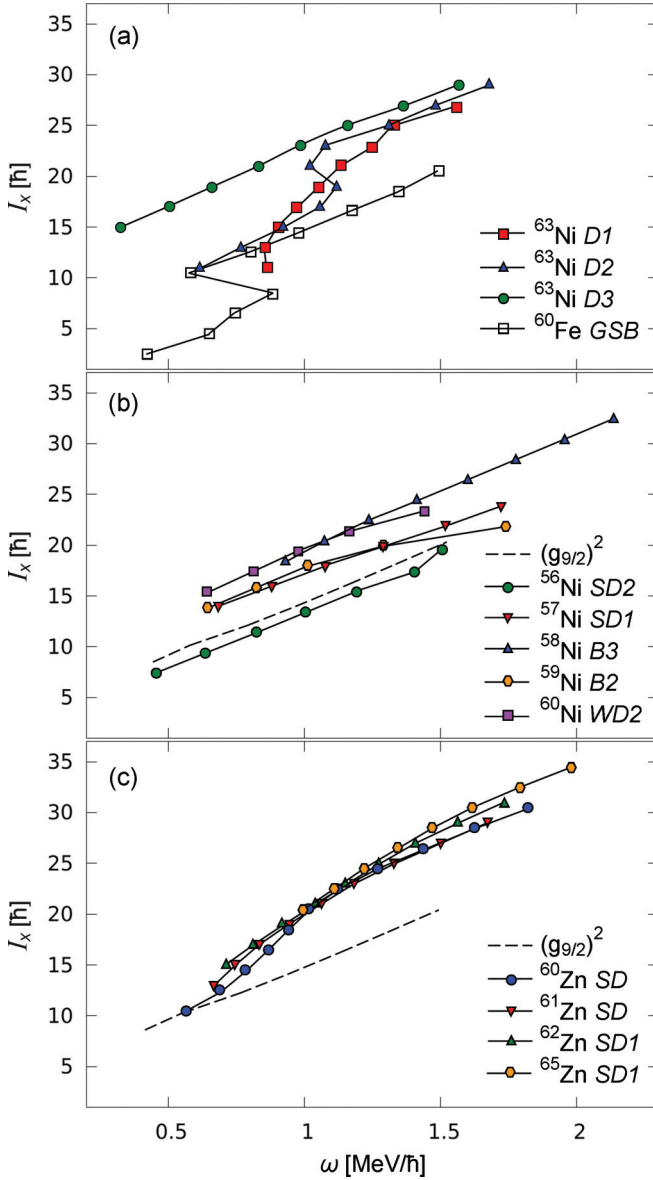 (a)
35
30
25
20
15
10
5
I_x [ħ]
⁶³Ni D1
⁶³Ni D2
⁶³Ni D3
⁶⁰Fe GSB
(b)
35
30
25
20
15
10
5
I_x [ħ]
(g₉/₂)²
⁵⁶Ni SD2
⁵⁷Ni SD1
⁵⁸Ni B3
⁵⁹Ni B2
⁶⁰Ni WD2
(c)
35
30
25
20
15
10
5
I_x [ħ]
(g₉/₂)²
⁶⁰Zn SD
⁶¹Zn SD
⁶²Zn SD1
⁶⁵Zn SD1
0.5 1 1.5 2
ω [MeV/ħ]